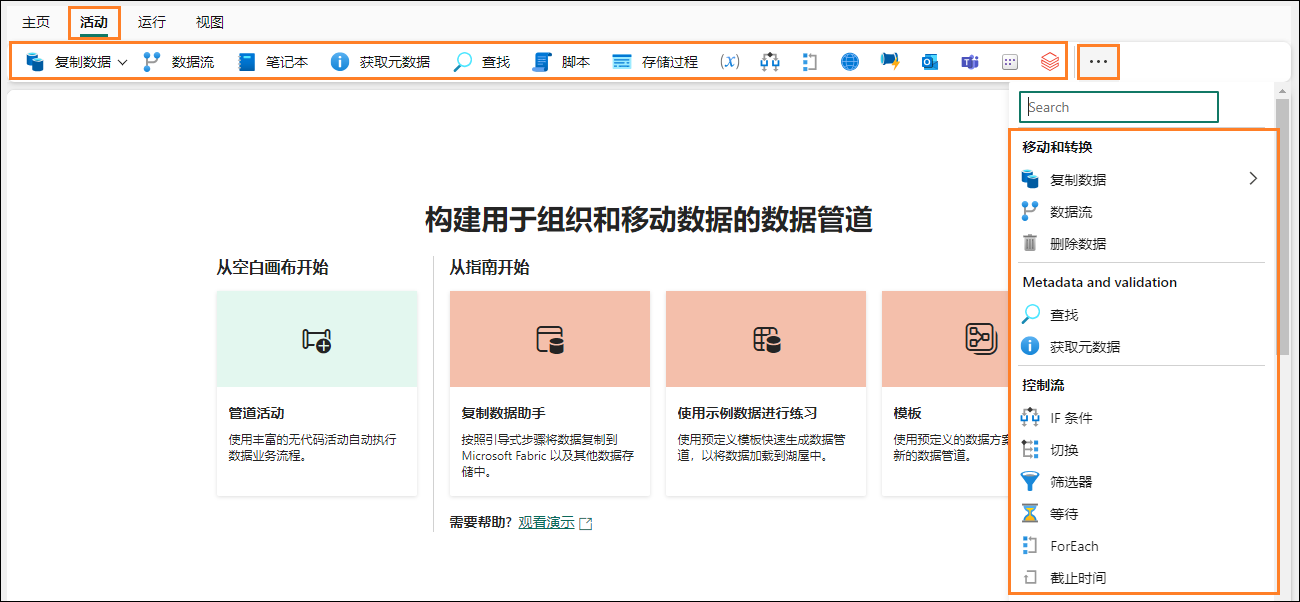 主页 活动 运行 视图
复制数据 数据流 笔记本 获取元数据 查找 脚本 存储过程 (x) ...
Search
移动和转换
复制数据
数据流
删除数据
Metadata and validation
查找
获取元数据
控制流
IF 条件
切换
筛选器
等待
ForEach
截止时间
构建用于组织和移动数据的数据管道
从空白画布开始
管道活动
使用丰富的无代码活动自动执行
数据业务流程。
从指南开始
复制数据助手
按照引导式步骤将数据复制到
Microsoft Fabric 以及其他数据存
储中。
使用示例数据进行练习
使用预定义模板快速生成数据管
道，以将数据加载到湖屋中。
模板
使用预定义的数据方
新的数据管道。
需要帮助? 观看演示